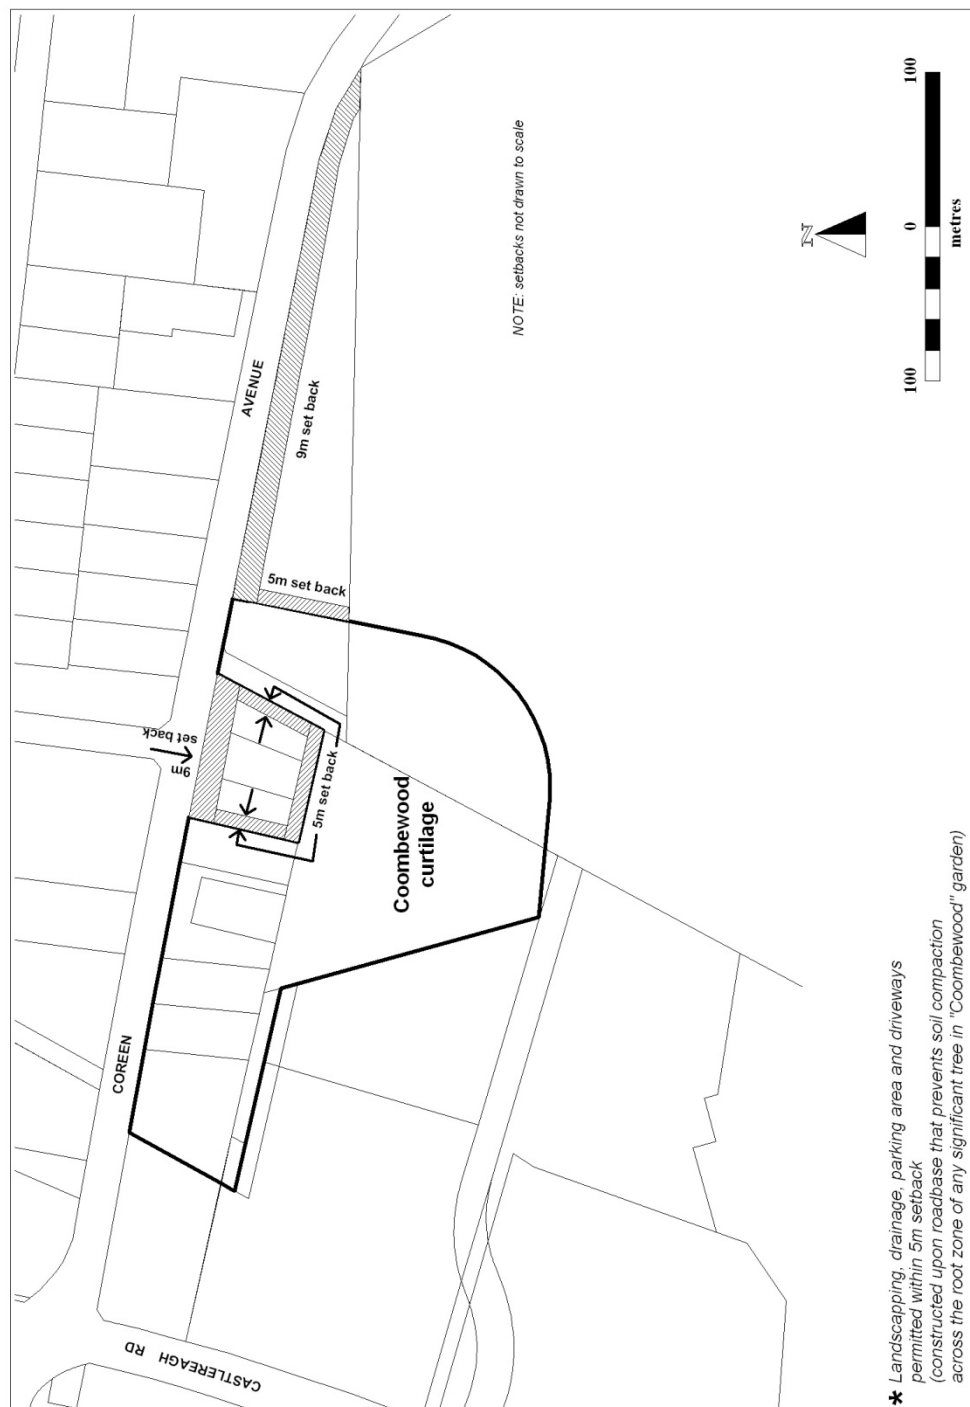 AVENUE
9m set back
5m set back
9m
set back
5m set back
Coombewood
curtilage
COREEN
CASTLEREAGH RD
NOTE: setbacks not drawn to scale
N
100 0 100
metres
* Landscapping, drainage, parking area and driveways
permitted within 5m setback
(constructed upon roadbase that prevents soil compaction
across the root zone of any significant tree in "Coombewood" garden)